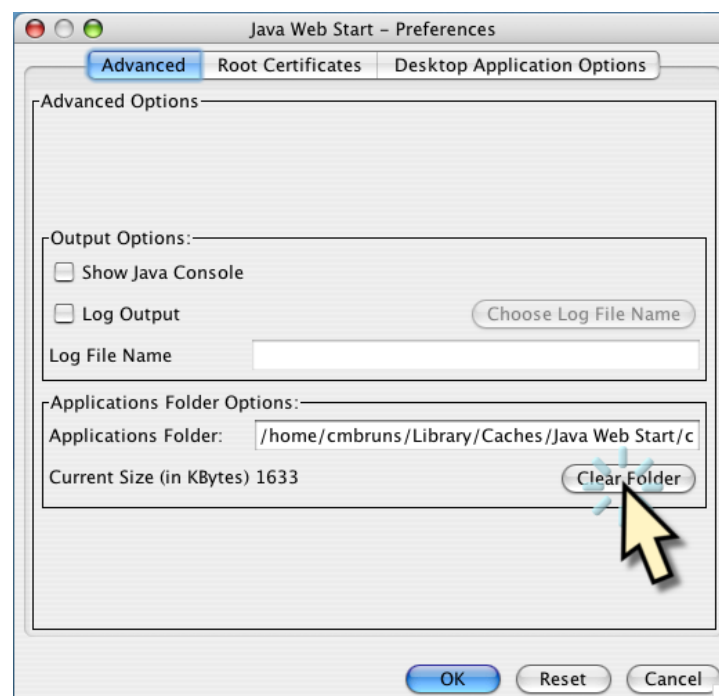 Java Web Start – Preferences
Advanced Root Certificates Desktop Application Options
Advanced Options
Output Options:
Show Java Console
Log Output Choose Log File Name
Log File Name
Applications Folder Options:
Applications Folder: /home/cmbruns/Library/Caches/Java Web Start/c
Current Size (in KBytes) 1633 Clear Folder
OK Reset Cancel